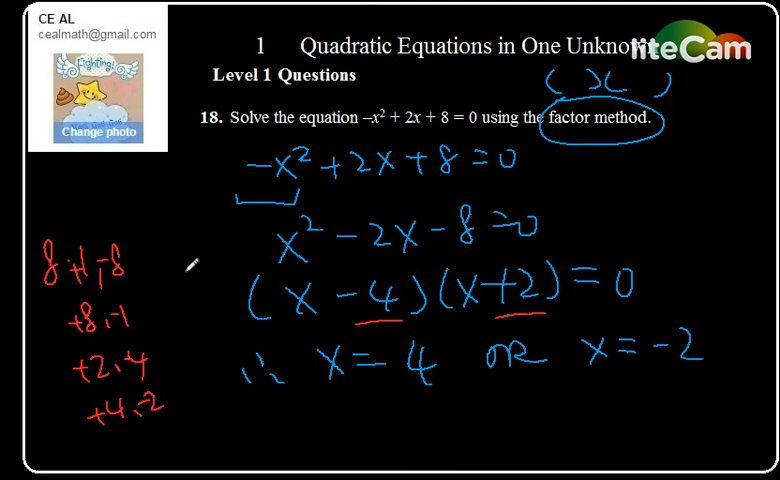 CE AL
cealmath@gmail.com
Fighting!
Change photo
1 Quadratic Equations in One Unknown
liteCam
Level 1 Questions
( )( )
18. Solve the equation –x² + 2x + 8 = 0 using the factor method.
−x² + 2x + 8 = 0
x² − 2x − 8 = 0
(x − 4)(x + 2) = 0
∴ x = 4 OR x = −2
8 +1, −8
+8, −1
+2, −4
+4, −2